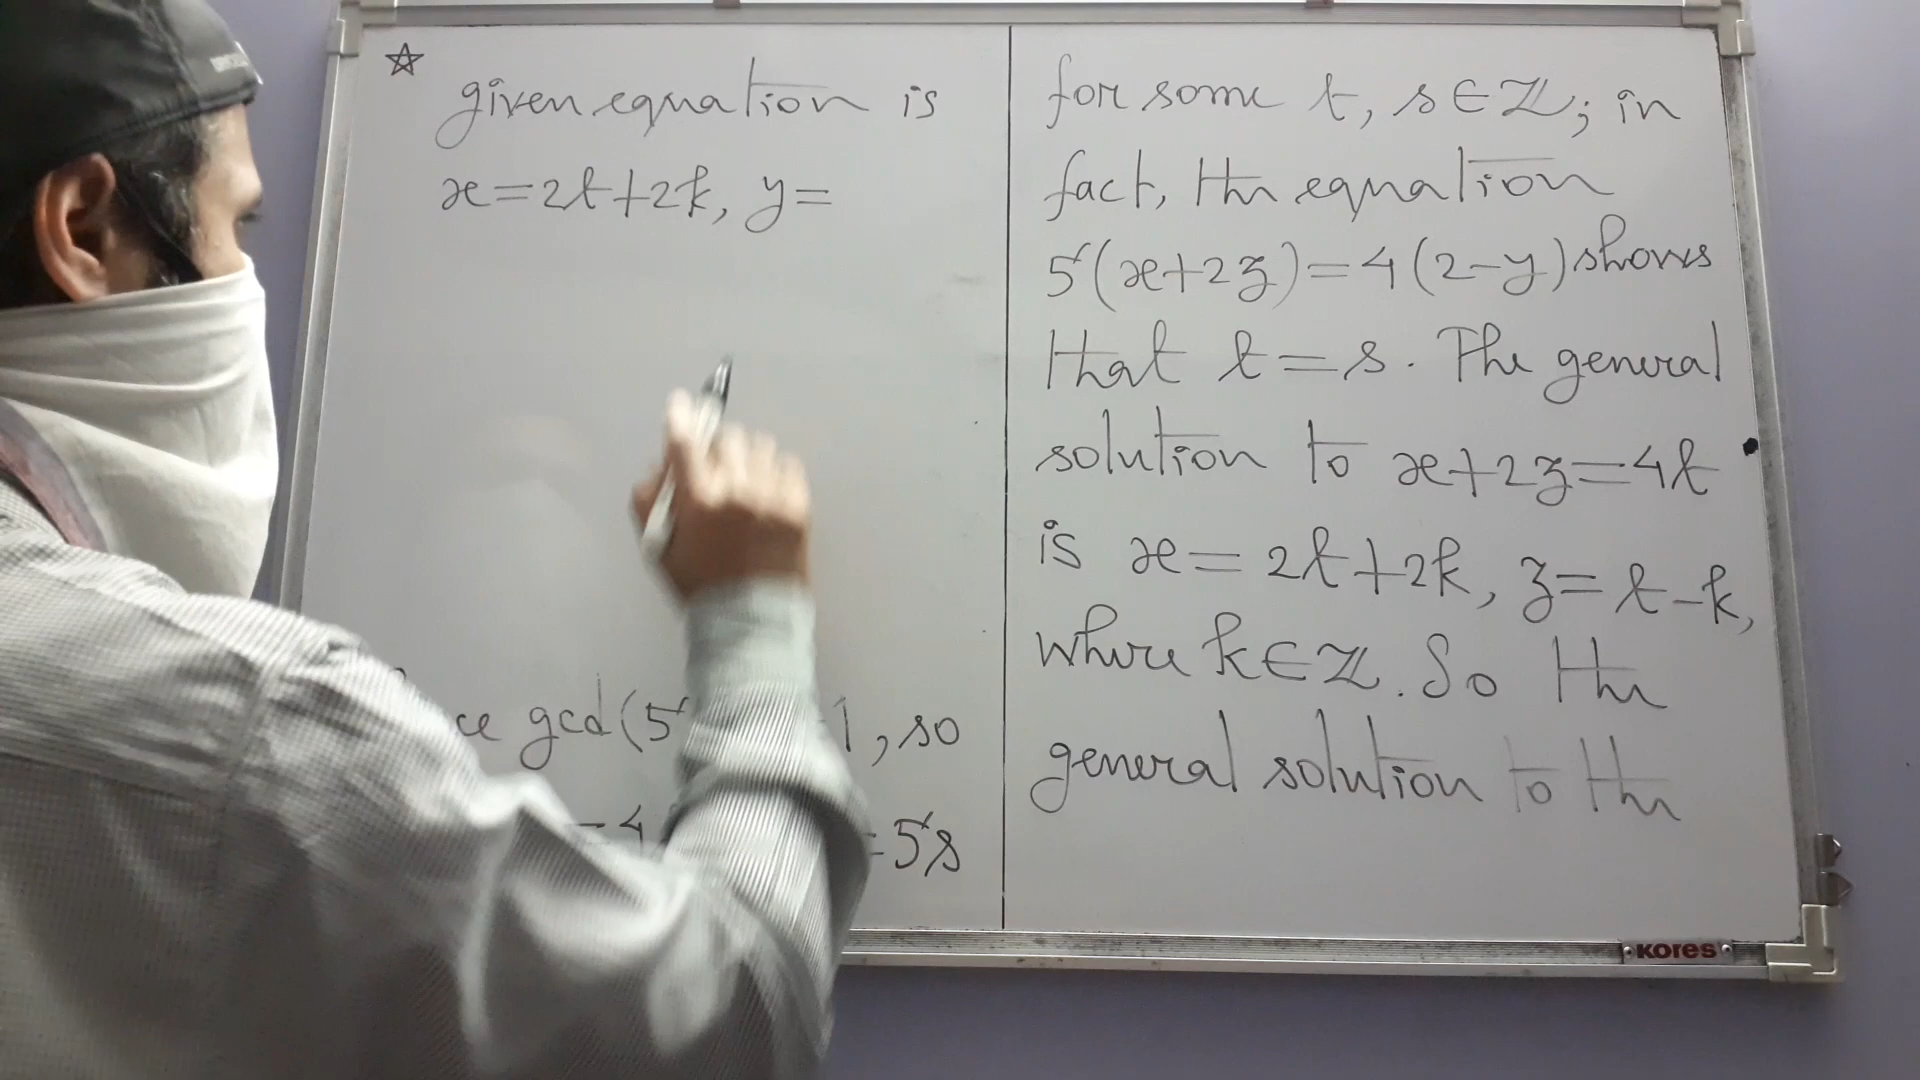 ☆
given equation is
x=2t+2k, y=
gcd(5 1, so
=4 =5s
for some t, s∈ℤ; in
fact, the equation
5(x+2z)=4(2-y) shows
that t=s. The general
solution to x+2z=4t
is x=2t+2k, z=t-k,
where k∈ℤ. So the
general solution to the
KORES